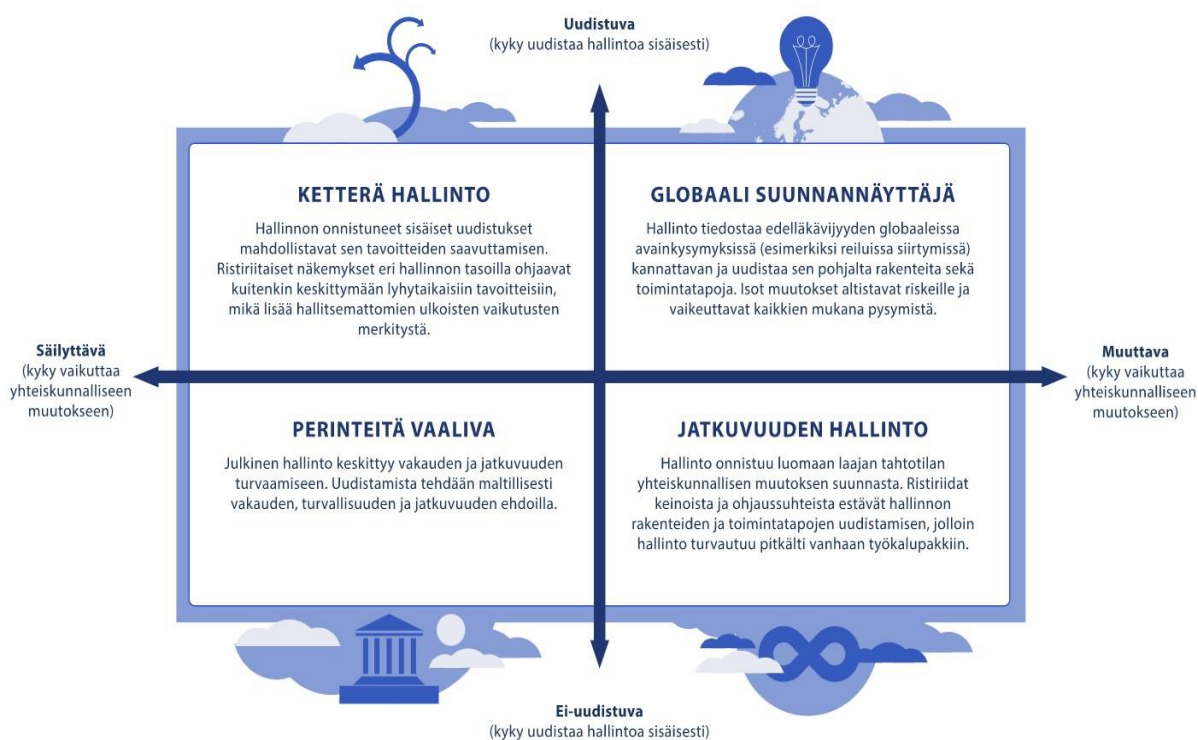 Uudistuva
(kyky uudistaa hallintoa sisäisesti)
KETTERÄ HALLINTO
Hallinnon onnistuneet sisäiset uudistukset
mahdollistavat sen tavoitteiden saavuttamisen.
Ristiriitaiset näkemykset eri hallinnon tasoilla ohjaavat
kuitenkin keskittymään lyhytaikaisiin tavoitteisiin,
mikä lisää hallitsemattomien ulkoisten vaikutusten
merkitystä.
GLOBAALI SUUNNANNÄYTTÄJÄ
Hallinto tiedostaa edelläkävijyyden globaaleissa
avainkysymyksissä (esimerkiksi reiluissa siirtymissä)
kannattavan ja uudistaa sen pohjalta rakenteita sekä
toimintatapoja. Isot muutokset altistavat riskeille ja
vaikeuttavat kaikkien mukana pysymistä.
Säilyttävä
(kyky vaikuttaa
yhteiskunnalliseen
muutokseen)
Muuttava
(kyky vaikuttaa
yhteiskunnalliseen
muutokseen)
PERINTEITÄ VAALIVA
Julkinen hallinto keskittyy vakauden ja jatkuvuuden
turvaamiseen. Uudistamista tehdään maltillisesti
vakauden, turvallisuuden ja jatkuvuuden ehdoilla.
JATKUVUUDEN HALLINTO
Hallinto onnistuu luomaan laajan tahtotilan
yhteiskunnallisen muutoksen suunnasta. Ristiriidat
keinoista ja ohjaussuhteista estävät hallinnon
rakenteiden ja toimintatapojen uudistamisen, jolloin
hallinto turvautuu pitkälti vanhaan työkalupakkiin.
Ei-uudistuva
(kyky uudistaa hallintoa sisäisesti)